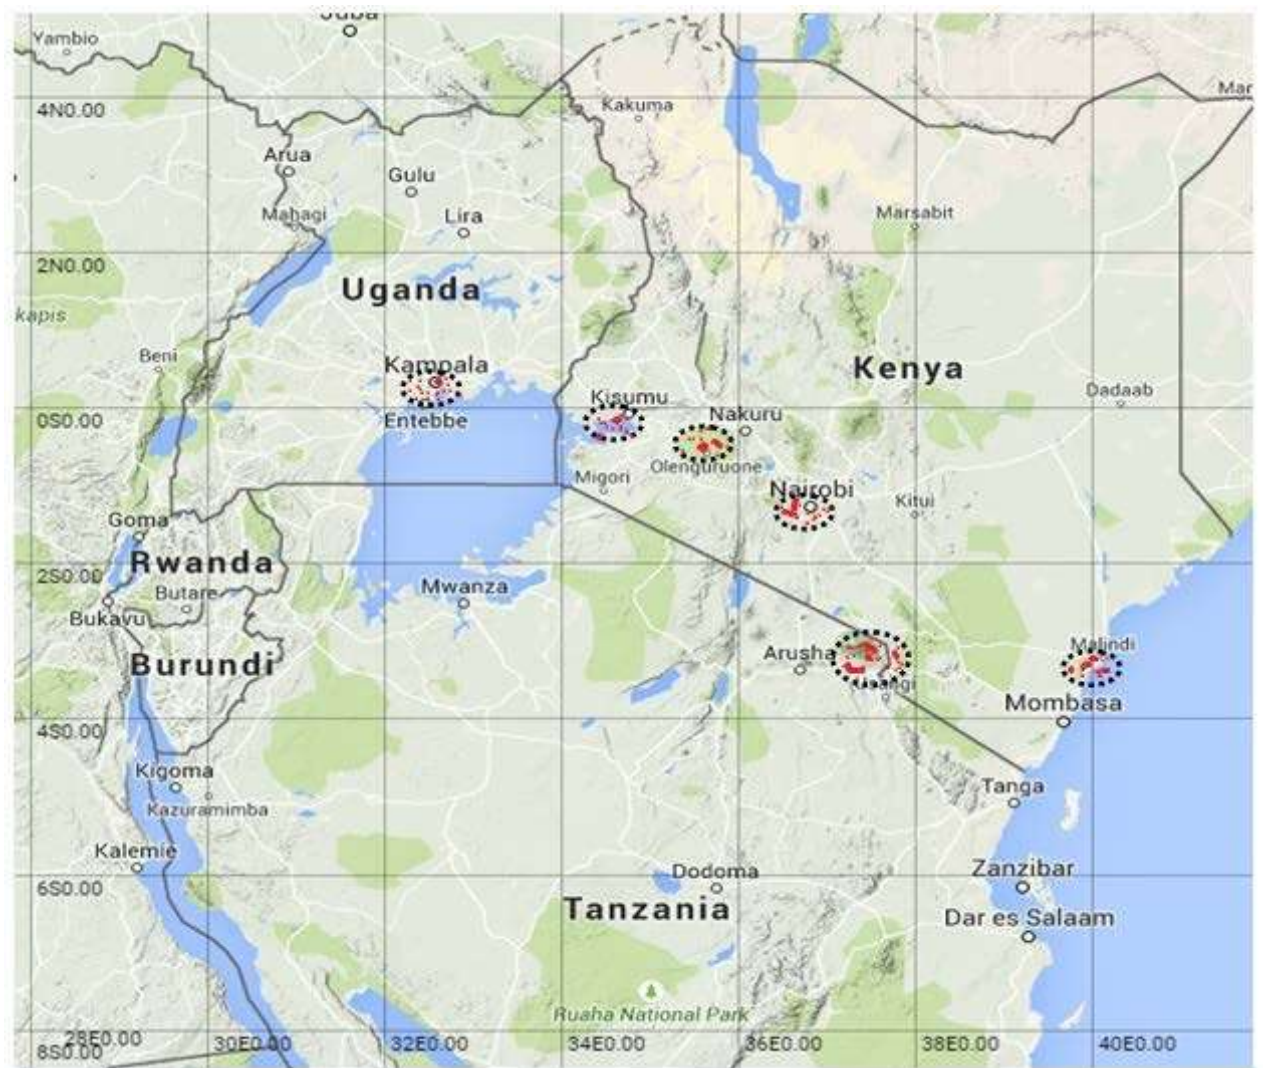 Juba
Yambio
Mar
4N0.00
Kakuma
Arua
Gulu
Mahagi
Lira
Marsabit
2N0.00
Uganda
kapis
Beni
Kampala
Kenya
Kisumu
Dadaab
0S0.00
Entebbe
Nakuru
Olenguruone
Migori
Nairobi
Kitui
Goma
Rwanda
2S0.00
Butare
Mwanza
Bukavu
Burundi
Arusha
Malindi
Mombasa
4S0.00
Kigoma
Kazuramimba
Tanga
Kalemie
6S0.00
Dodoma
Zanzibar
Tanzania
Dar es Salaam
Ruaha National Park
28E0.00
30E0.00
32E0.00
34E0.00
36E0.00
38E0.00
40E0.00
8S0.00